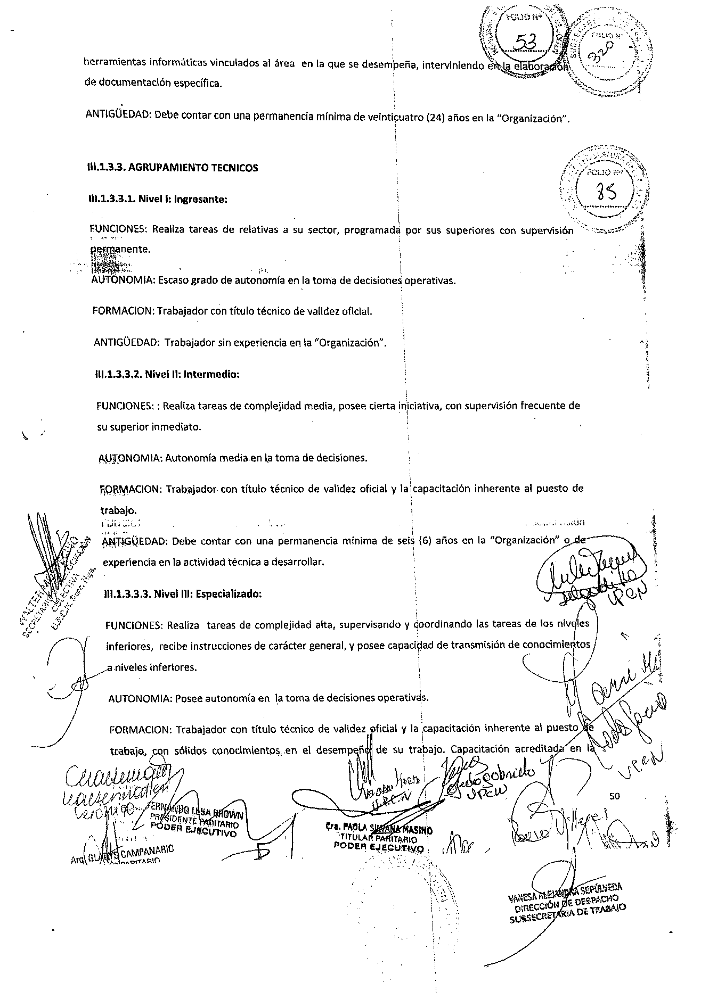 FOLIO Nº
53
FOLIO Nº
320
herramientas informáticas vinculados al área en la que se desempeña, interviniendo en la elaboración
de documentación específica.
ANTIGÜEDAD: Debe contar con una permanencia mínima de veinticuatro (24) años en la "Organización".
III.1.3.3. AGRUPAMIENTO TECNICOS
FOLIO Nº
85
III.1.3.3.1. Nivel I: Ingresante:
FUNCIONES: Realiza tareas de relativas a su sector, programada por sus superiores con supervisión
permanente.
AUTONOMIA: Escaso grado de autonomía en la toma de decisiones operativas.
FORMACION: Trabajador con título técnico de validez oficial.
ANTIGÜEDAD: Trabajador sin experiencia en la "Organización".
III.1.3.3.2. Nivel II: Intermedio:
FUNCIONES: : Realiza tareas de complejidad media, posee cierta iniciativa, con supervisión frecuente de
su superior inmediato.
AUTONOMIA: Autonomía media en la toma de decisiones.
FORMACION: Trabajador con título técnico de validez oficial y la capacitación inherente al puesto de
trabajo.
ANTIGÜEDAD: Debe contar con una permanencia mínima de seis (6) años en la "Organización" o de
experiencia en la actividad técnica a desarrollar.
III.1.3.3.3. Nivel III: Especializado:
FUNCIONES: Realiza tareas de complejidad alta, supervisando y coordinando las tareas de los niveles
inferiores, recibe instrucciones de carácter general, y posee capacidad de transmisión de conocimientos
a niveles inferiores.
AUTONOMIA: Posee autonomía en la toma de decisiones operativas.
FORMACION: Trabajador con título técnico de validez oficial y la capacitación inherente al puesto de
trabajo, con sólidos conocimientos en el desempeño de su trabajo. Capacitación acreditada en la
UPCN
UPCN
U.P.C.N
UPCN
50
FERNANDO LESA BROWN
PRESIDENTE PARITARIO
PODER EJECUTIVO
Cra. PAOLA SILVANA MASINO
TITULAR PARITARIO
PODER EJECUTIVO
Arq. GLADYS CAMPANARIO
PARITARIO
VANESA ALEJANDRA SEPÚLVEDA
DIRECCIÓN DE DESPACHO
SUBSECRETARIA DE TRABAJO